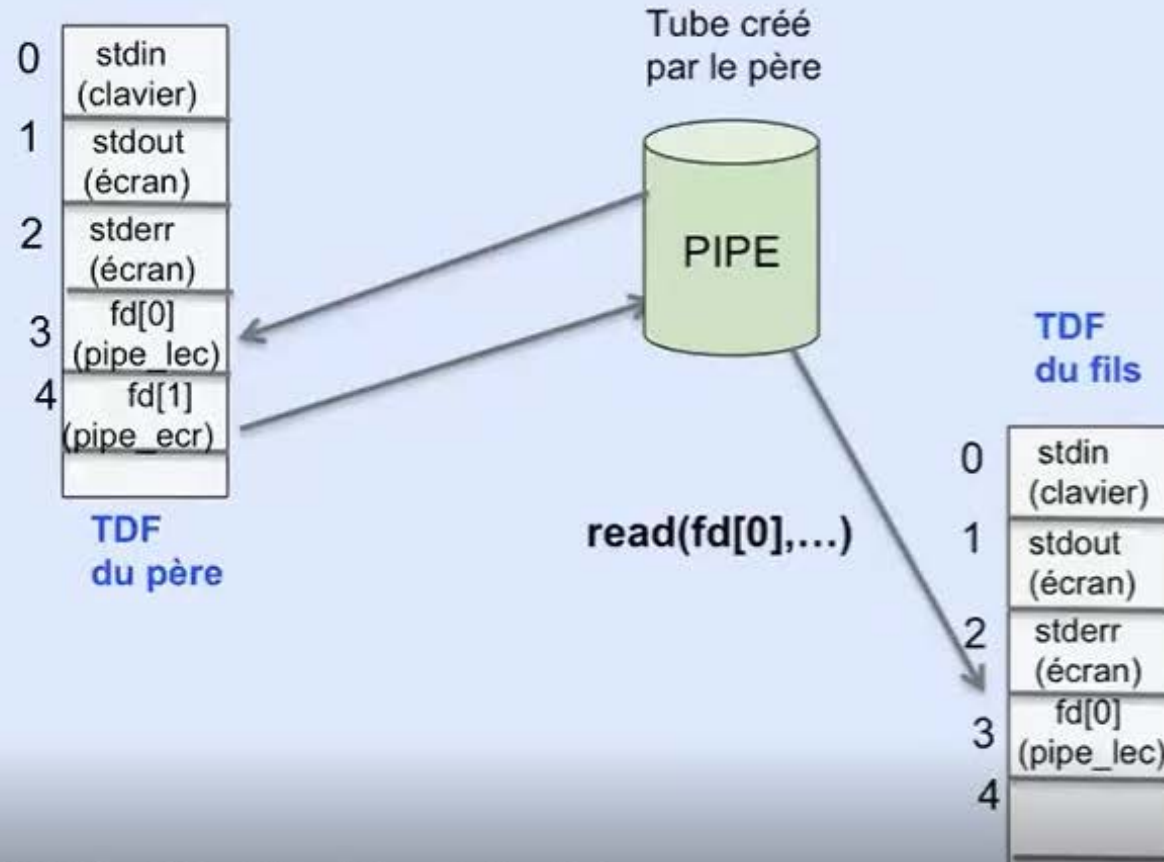 Tube créé
par le père
0
stdin
(clavier)
1
stdout
(écran)
2
stderr
(écran)
3
fd[0]
(pipe_lec)
4
fd[1]
(pipe_ecr)
TDF
du père
PIPE
read(fd[0],...)
TDF
du fils
0
stdin
(clavier)
1
stdout
(écran)
2
stderr
(écran)
3
fd[0]
(pipe_lec)
4